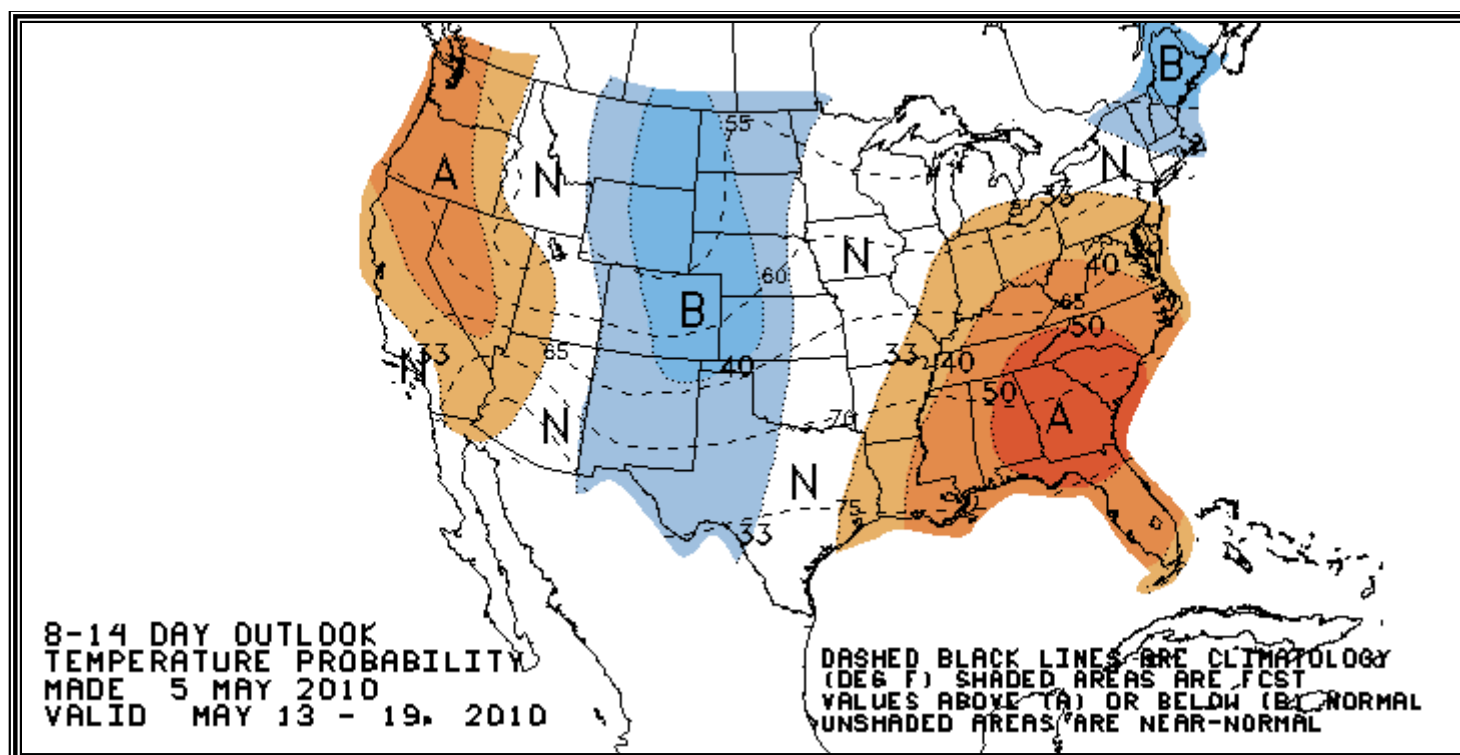 B
55
A
N
N
33
N
40
60
B
65
50
33
65
33
40
N
40
50
N
70
A
N
75
33
8-14 DAY OUTLOOK
TEMPERATURE PROBABILITY
MADE 5 MAY 2010
VALID MAY 13 - 19, 2010
DASHED BLACK LINES ARE CLIMATOLOGY
(DEG F) SHADED AREAS ARE FCST
VALUES ABOVE (A) OR BELOW (B) NORMAL
UNSHADED AREAS ARE NEAR-NORMAL